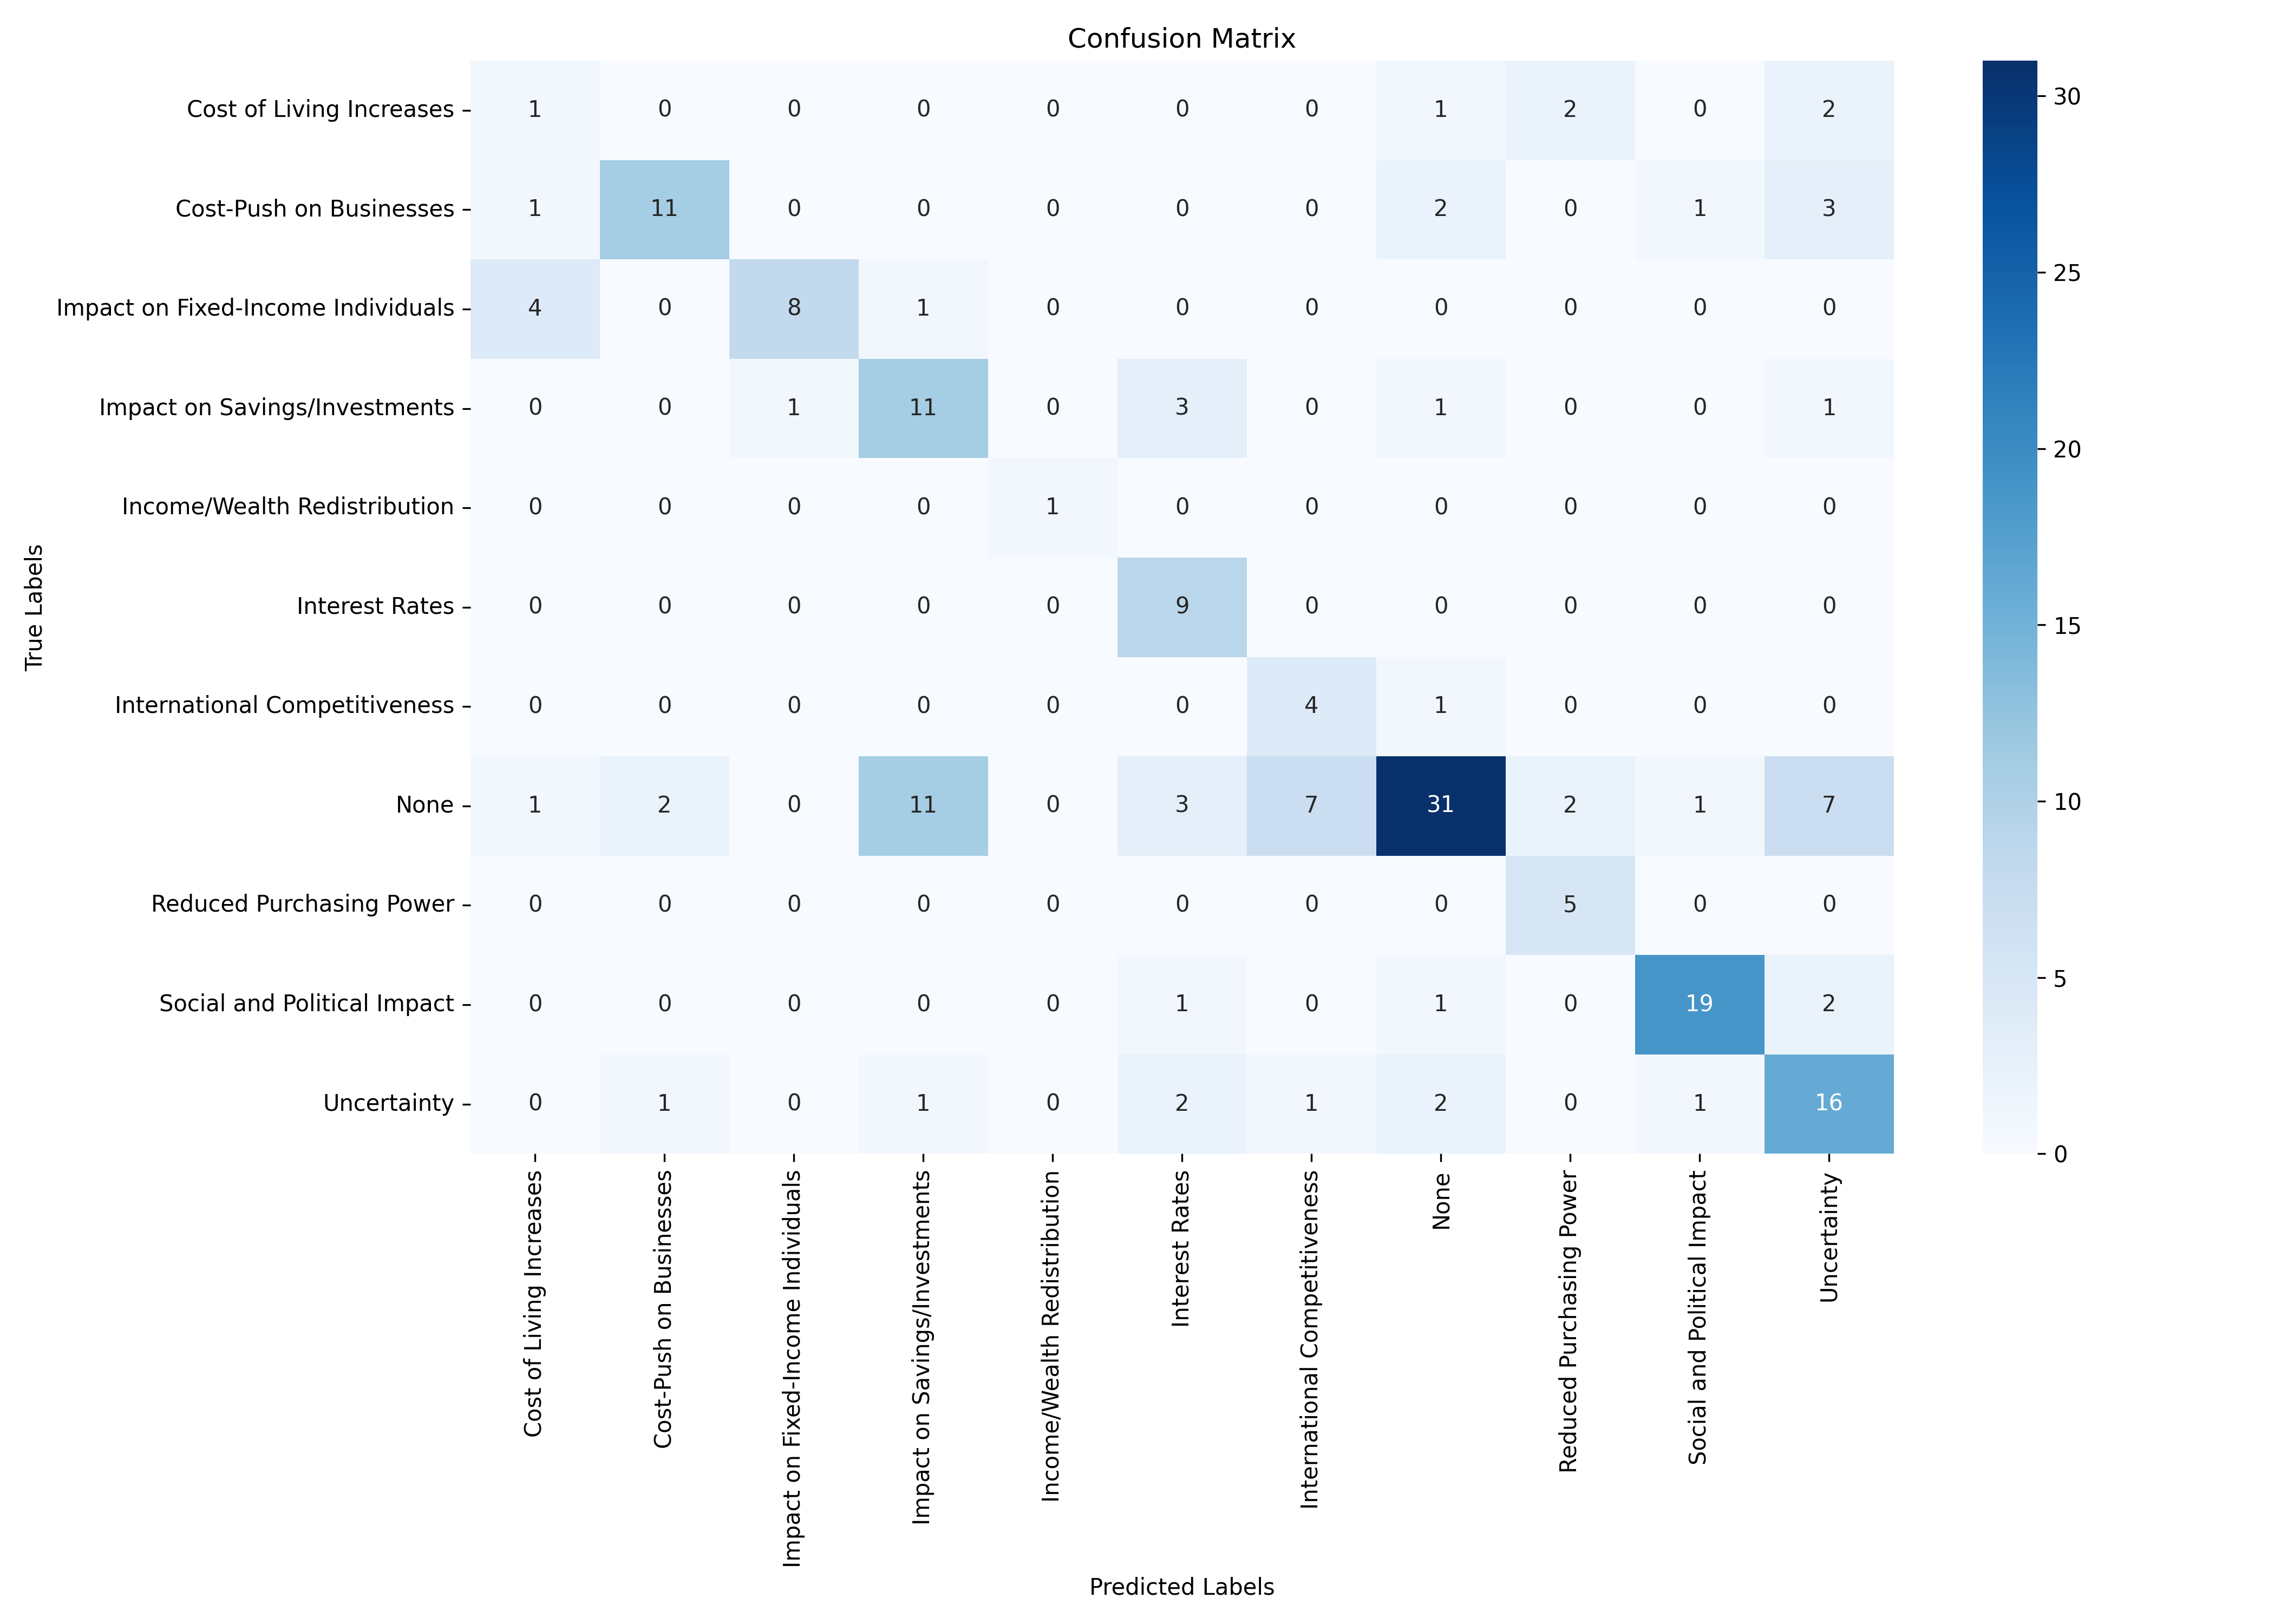 Confusion Matrix
Cost of Living Increases 1 0 0 0 0 0 0 1 2 0 2
Cost-Push on Businesses 1 11 0 0 0 0 0 2 0 1 3
Impact on Fixed-Income Individuals 4 0 8 1 0 0 0 0 0 0 0
Impact on Savings/Investments 0 0 1 11 0 3 0 1 0 0 1
Income/Wealth Redistribution 0 0 0 0 1 0 0 0 0 0 0
Interest Rates 0 0 0 0 0 9 0 0 0 0 0
International Competitiveness 0 0 0 0 0 0 4 1 0 0 0
None 1 2 0 11 0 3 7 31 2 1 7
Reduced Purchasing Power 0 0 0 0 0 0 0 0 5 0 0
Social and Political Impact 0 0 0 0 0 1 0 1 0 19 2
Uncertainty 0 1 0 1 0 2 1 2 0 1 16
True Labels
Cost of Living Increases
Cost-Push on Businesses
Impact on Fixed-Income Individuals
Impact on Savings/Investments
Income/Wealth Redistribution
Interest Rates
International Competitiveness
None
Reduced Purchasing Power
Social and Political Impact
Uncertainty
Predicted Labels
30
25
20
15
10
5
0